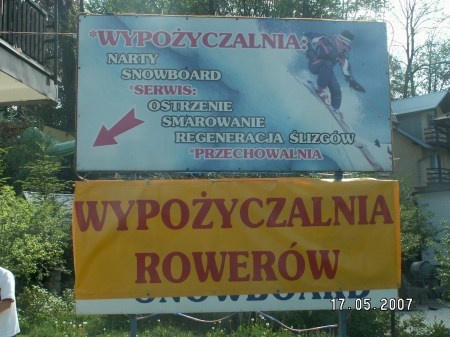 *WYPOŻYCZALNIA:
NARTY
SNOWBOARD
*SERWIS:
OSTRZENIE
SMAROWANIE
REGENERACJA ŚLIZGÓW
*PRZECHOWALNIA
WYPOŻYCZALNIA
ROWERÓW
SNOWBOARD
17.05.2007